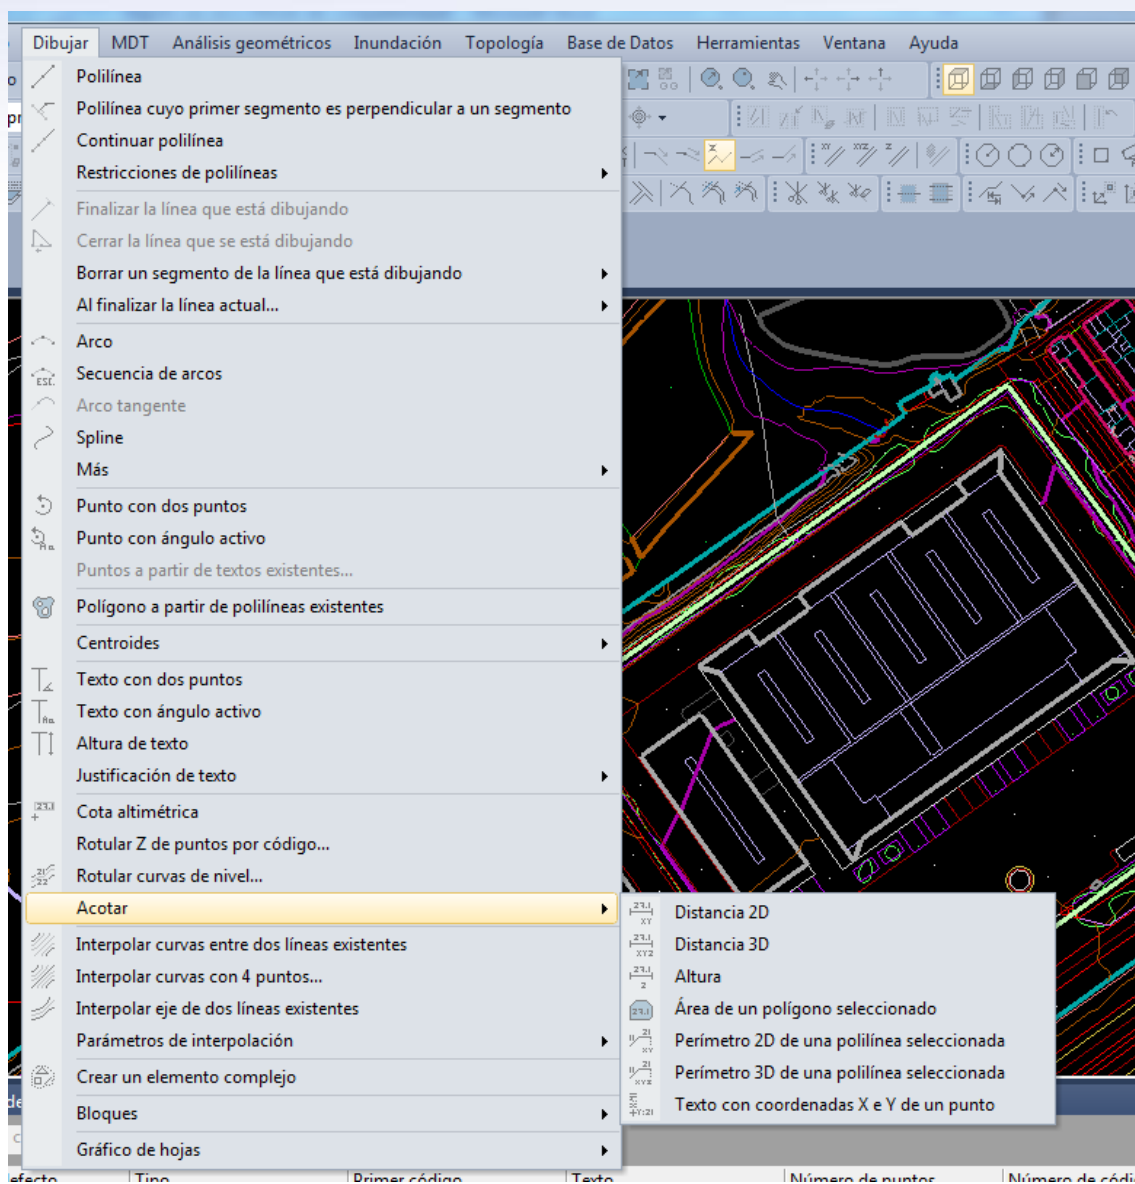 Dibujar MDT Análisis geométricos Inundación Topología Base de Datos Herramientas Ventana Ayuda
Polilínea
Polilínea cuyo primer segmento es perpendicular a un segmento
Continuar polilínea
Restricciones de polilíneas
Finalizar la línea que está dibujando
Cerrar la línea que se está dibujando
Borrar un segmento de la línea que está dibujando
Al finalizar la línea actual...
Arco
Secuencia de arcos
Arco tangente
Spline
Más
Punto con dos puntos
Punto con ángulo activo
Puntos a partir de textos existentes...
Polígono a partir de polilíneas existentes
Centroides
Texto con dos puntos
Texto con ángulo activo
Altura de texto
Justificación de texto
Cota altimétrica
Rotular Z de puntos por código...
Rotular curvas de nivel...
Acotar
Distancia 2D
Distancia 3D
Altura
Área de un polígono seleccionado
Perímetro 2D de una polilínea seleccionada
Perímetro 3D de una polilínea seleccionada
Texto con coordenadas X e Y de un punto
Interpolar curvas entre dos líneas existentes
Interpolar curvas con 4 puntos...
Interpolar eje de dos líneas existentes
Parámetros de interpolación
Crear un elemento complejo
Bloques
Gráfico de hojas
Tipo Primer código Texto Número de puntos